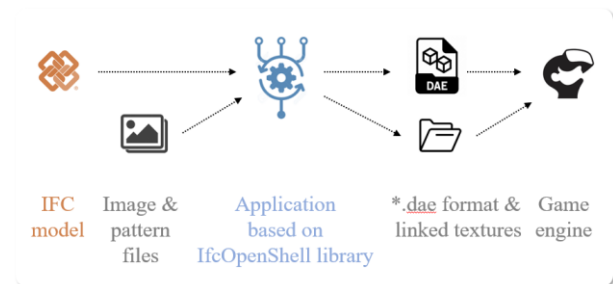 DAE
IFC
model
Image &
pattern
files
Application
based on
IfcOpenShell library
*.dae format &
linked textures
Game
engine